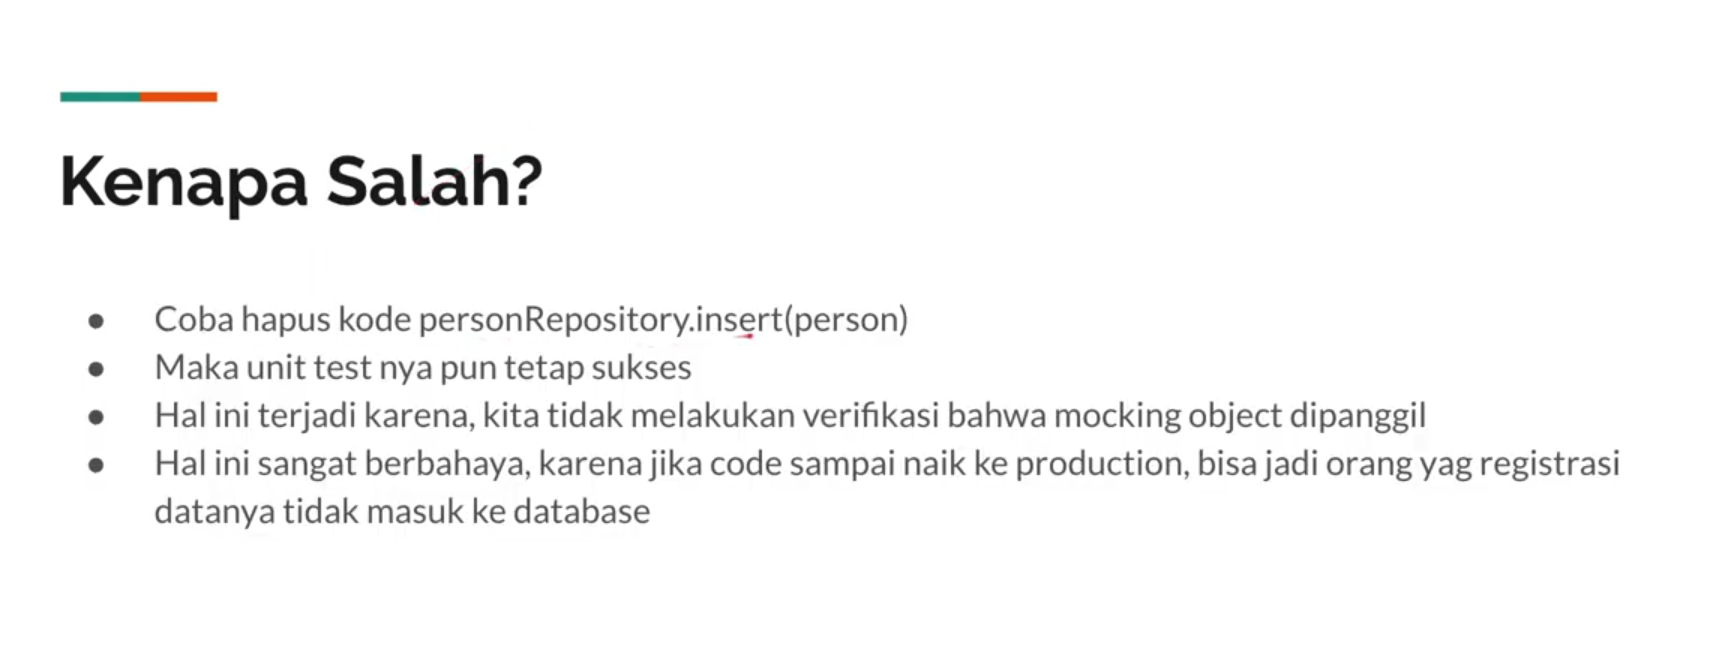 Kenapa Salah?
● Coba hapus kode personRepository.insert(person)
● Maka unit test nya pun tetap sukses
● Hal ini terjadi karena, kita tidak melakukan verifikasi bahwa mocking object dipanggil
● Hal ini sangat berbahaya, karena jika code sampai naik ke production, bisa jadi orang yag registrasi
datanya tidak masuk ke database